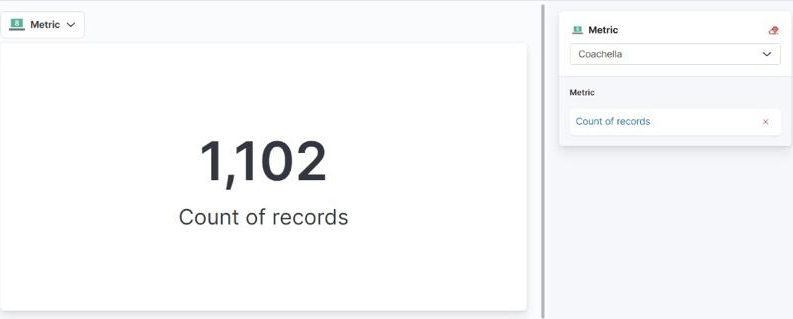 Metric
1,102
Count of records
Metric
Coachella
Metric
Count of records